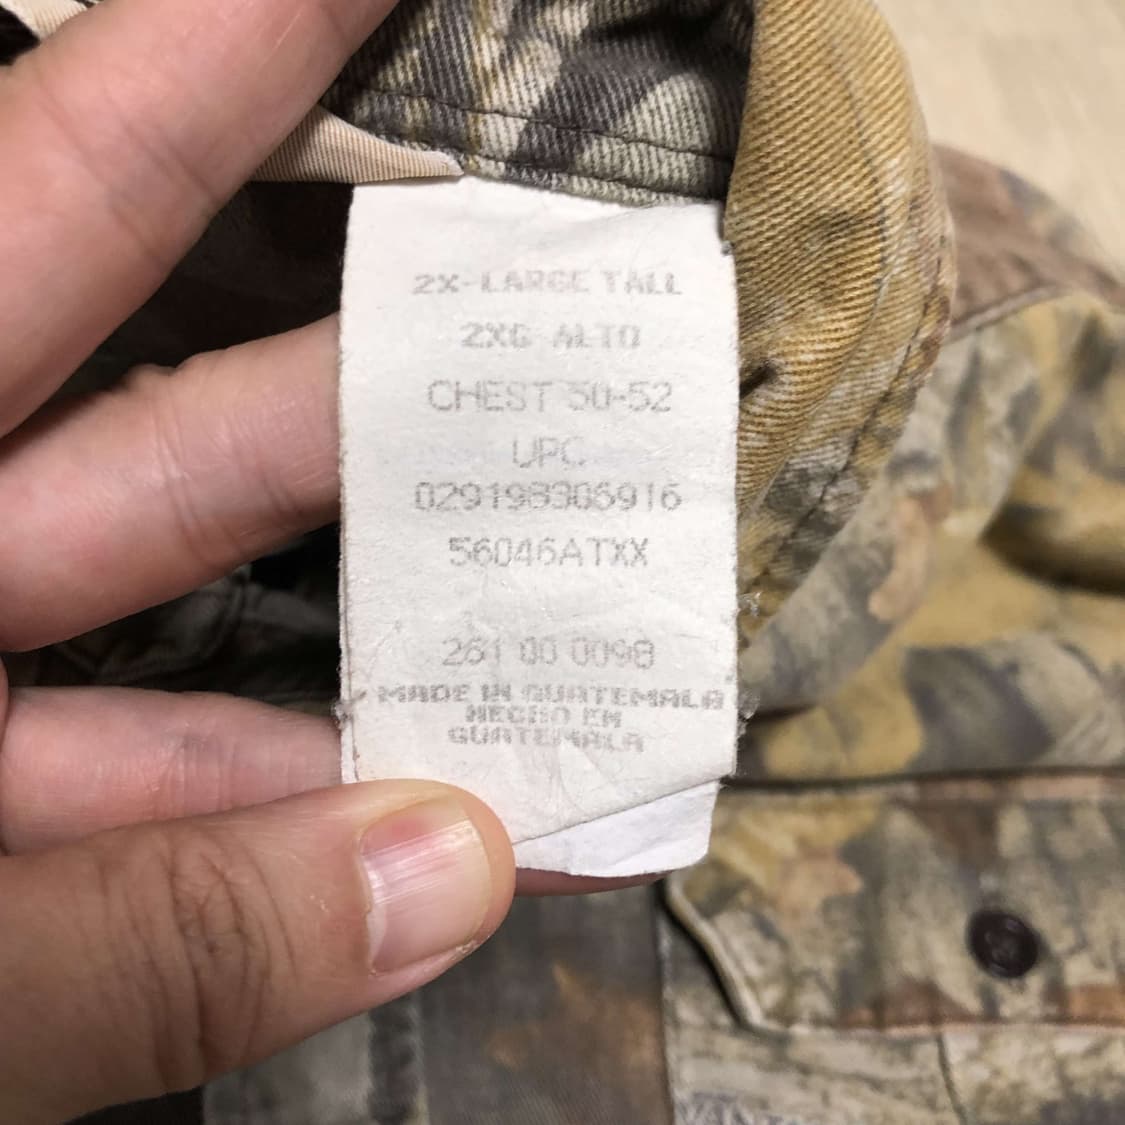 2X-LARGE TALL
2XG ALTO
CHEST 50-52
UPC
029198306916
56046ATXX
261 00 0098
MADE IN GUATEMALA
HECHO EN
GUATEMALA